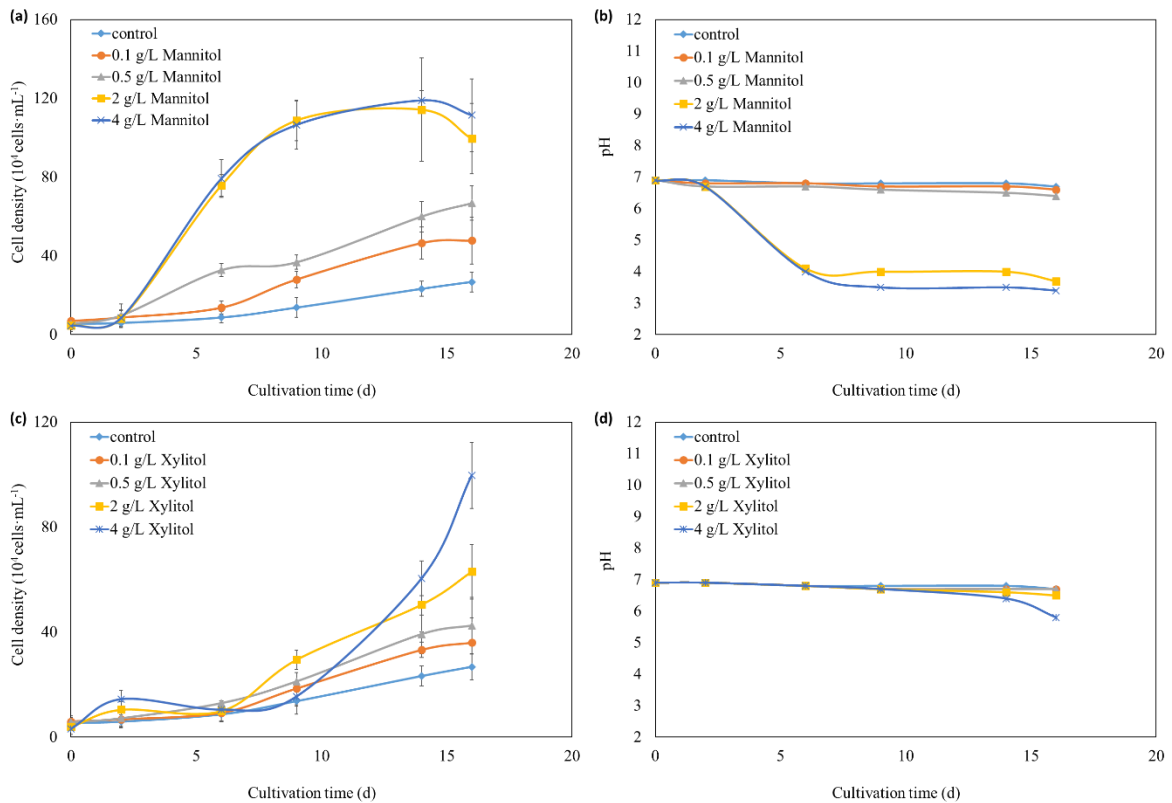 (a)
160
120
80
40
0
Cell density (10⁴ cells·mL⁻¹)
control
0.1 g/L Mannitol
0.5 g/L Mannitol
2 g/L Mannitol
4 g/L Mannitol
0 5 10 15 20
Cultivation time (d)
(b)
12
11
10
9
8
7
6
5
4
3
2
pH
control
0.1 g/L Mannitol
0.5 g/L Mannitol
2 g/L Mannitol
4 g/L Mannitol
0 5 10 15 20
Cultivation time (d)
(c)
120
80
40
0
Cell density (10⁴ cells·mL⁻¹)
control
0.1 g/L Xylitol
0.5 g/L Xylitol
2 g/L Xylitol
4 g/L Xylitol
0 5 10 15 20
Cultivation time (d)
(d)
12
11
10
9
8
7
6
5
4
3
2
pH
control
0.1 g/L Xylitol
0.5 g/L Xylitol
2 g/L Xylitol
4 g/L Xylitol
0 5 10 15 20
Cultivation time (d)